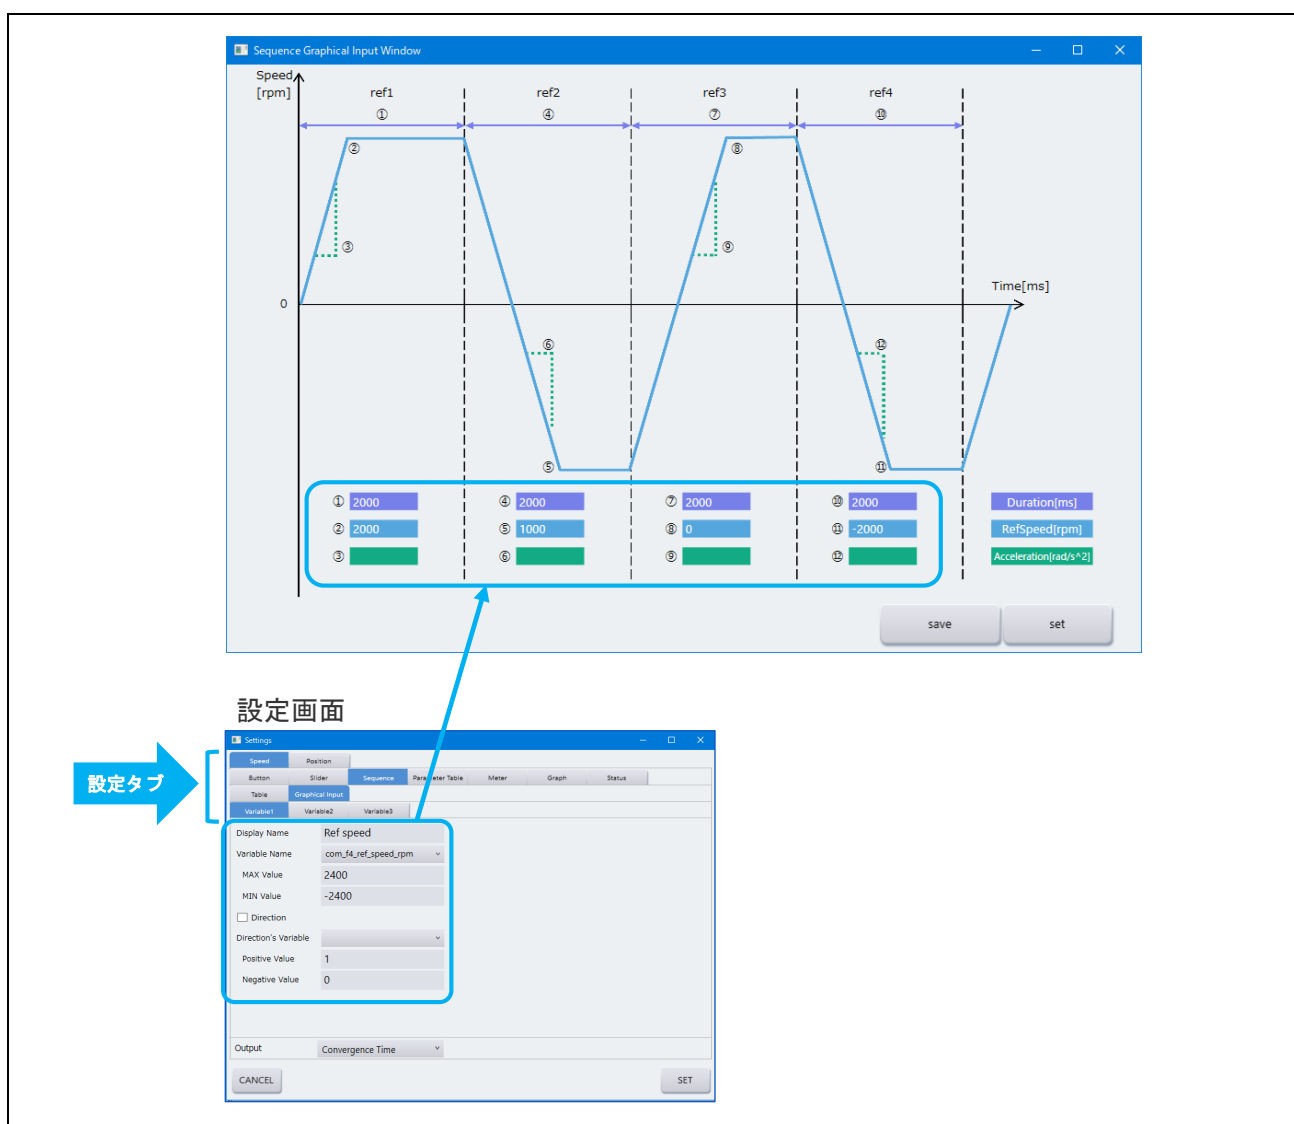 Sequence Graphical Input Window
Speed
[rpm]
ref1
ref2
ref3
ref4
①
④
⑦
⑩
②
⑧
③
⑨
Time[ms]
0
⑥
⑫
⑤
⑪
① 2000
④ 2000
⑦ 2000
⑩ 2000
Duration[ms]
② 2000
⑤ 1000
⑧ 0
⑪ -2000
RefSpeed[rpm]
③
⑥
⑨
⑫
Acceleration[rad/s^2]
save
set
設定画面
設定タブ
Settings
Speed
Position
Button
Slider
Sequence
Parameter Table
Meter
Graph
Status
Table
Graphical Input
Variable1
Variable2
Variable3
Display Name
Ref speed
Variable Name
com_f4_ref_speed_rpm
MAX Value
2400
MIN Value
-2400
Direction
Direction's Variable
Positive Value
1
Negative Value
0
Output
Convergence Time
CANCEL
SET